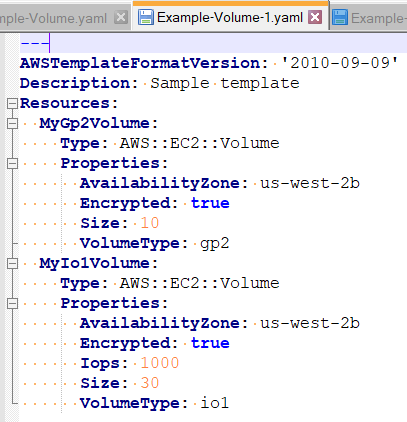 mple-Volume.yaml Example-Volume-1.yaml Example-
---
AWSTemplateFormatVersion: '2010-09-09'
Description: Sample template
Resources:
  MyGp2Volume:
    Type: AWS::EC2::Volume
    Properties:
      AvailabilityZone: us-west-2b
      Encrypted: true
      Size: 10
      VolumeType: gp2
  MyIo1Volume:
    Type: AWS::EC2::Volume
    Properties:
      AvailabilityZone: us-west-2b
      Encrypted: true
      Iops: 1000
      Size: 30
      VolumeType: io1